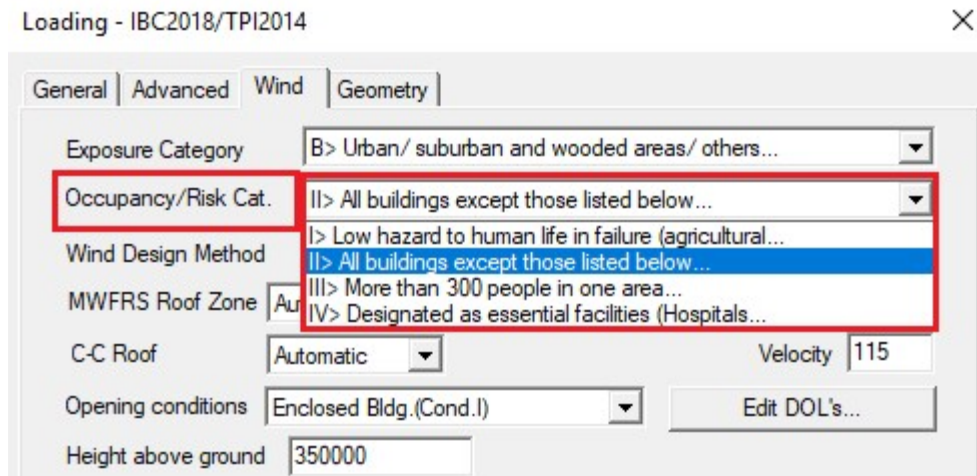 Loading - IBC2018/TPI2014
General Advanced Wind Geometry
Exposure Category B> Urban/ suburban and wooded areas/ others...
Occupancy/Risk Cat. II> All buildings except those listed below...
I> Low hazard to human life in failure (agricultural...
Wind Design Method II> All buildings except those listed below...
III> More than 300 people in one area...
MWFRS Roof Zone IV> Designated as essential facilities (Hospitals...
C-C Roof Automatic Velocity 115
Opening conditions Enclosed Bldg.(Cond.I) Edit DOL's...
Height above ground 350000